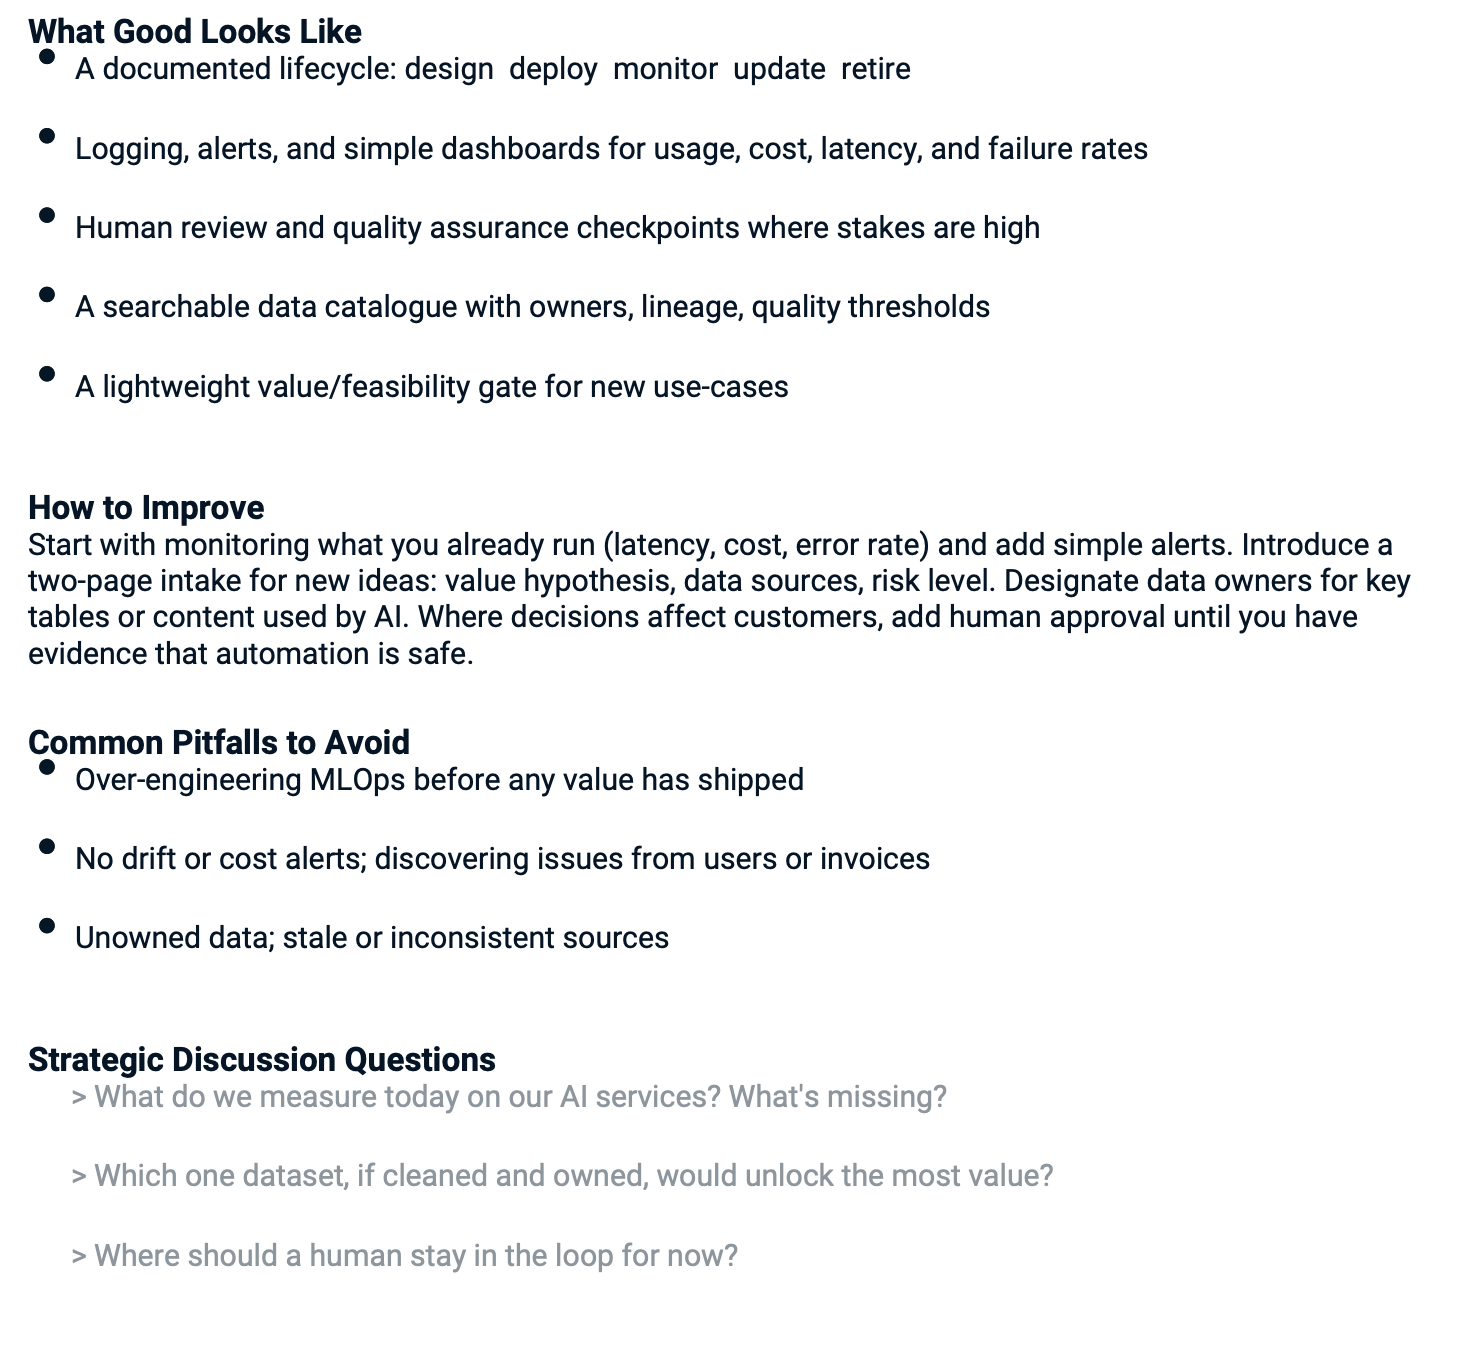 What Good Looks Like
● A documented lifecycle: design  deploy  monitor  update  retire
● Logging, alerts, and simple dashboards for usage, cost, latency, and failure rates
● Human review and quality assurance checkpoints where stakes are high
● A searchable data catalogue with owners, lineage, quality thresholds
● A lightweight value/feasibility gate for new use-cases
How to Improve
Start with monitoring what you already run (latency, cost, error rate) and add simple alerts. Introduce a
two-page intake for new ideas: value hypothesis, data sources, risk level. Designate data owners for key
tables or content used by AI. Where decisions affect customers, add human approval until you have
evidence that automation is safe.
Common Pitfalls to Avoid
● Over-engineering MLOps before any value has shipped
● No drift or cost alerts; discovering issues from users or invoices
● Unowned data; stale or inconsistent sources
Strategic Discussion Questions
> What do we measure today on our AI services? What's missing?
> Which one dataset, if cleaned and owned, would unlock the most value?
> Where should a human stay in the loop for now?